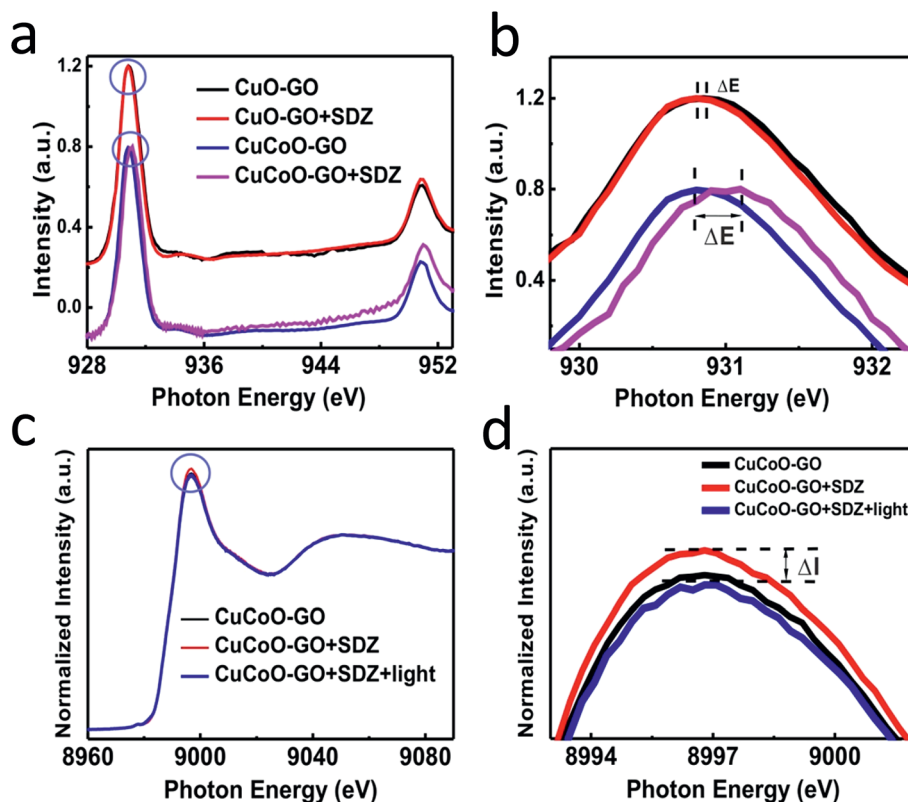 a
1.2
0.8
0.4
0.0
Intensity (a.u.)
CuO-GO
CuO-GO+SDZ
CuCoO-GO
CuCoO-GO+SDZ
928
936
944
952
Photon Energy (eV)
b
1.2
0.8
0.4
Intensity (a.u.)
ΔE
ΔE
930
931
932
Photon Energy (eV)
c
Normalized Intensity (a.u.)
CuCoO-GO
CuCoO-GO+SDZ
CuCoO-GO+SDZ+light
8960
9000
9040
9080
Photon Energy (eV)
d
Normalized Intensity (a.u.)
CuCoO-GO
CuCoO-GO+SDZ
CuCoO-GO+SDZ+light
ΔI
8994
8997
9000
Photon Energy (eV)